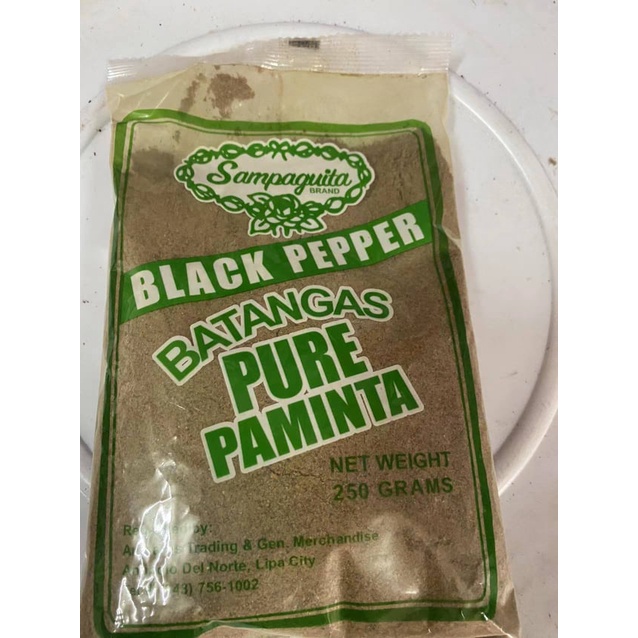 Sampaguita
BRAND
BLACK PEPPER
BATANGAS
PURE
PAMINTA
NET WEIGHT
250 GRAMS
by:
Trading & Gen. Merchandise
Del Norte, Lipa City
756-1002